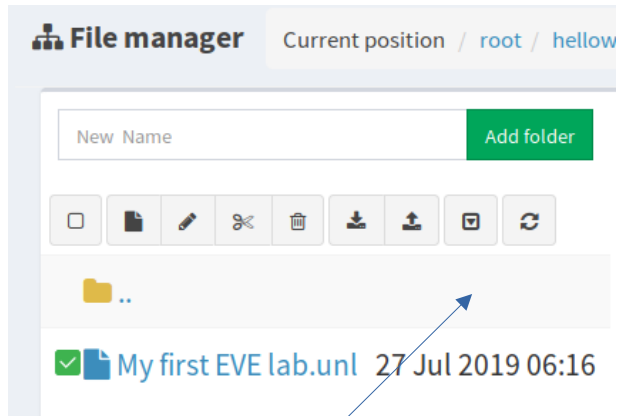 File manager Current position / root / hellow
New Name Add folder
..
My first EVE lab.unl 27 Jul 2019 06:16